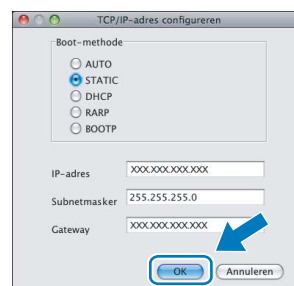 TCP/IP-adres configureren
Boot-methode
AUTO
STATIC
DHCP
RARP
BOOTP
IP-adres XXX.XXX.XXX.XXX
Subnetmasker 255.255.255.0
Gateway XXX.XXX.XXX.XXX
OK Annuleren